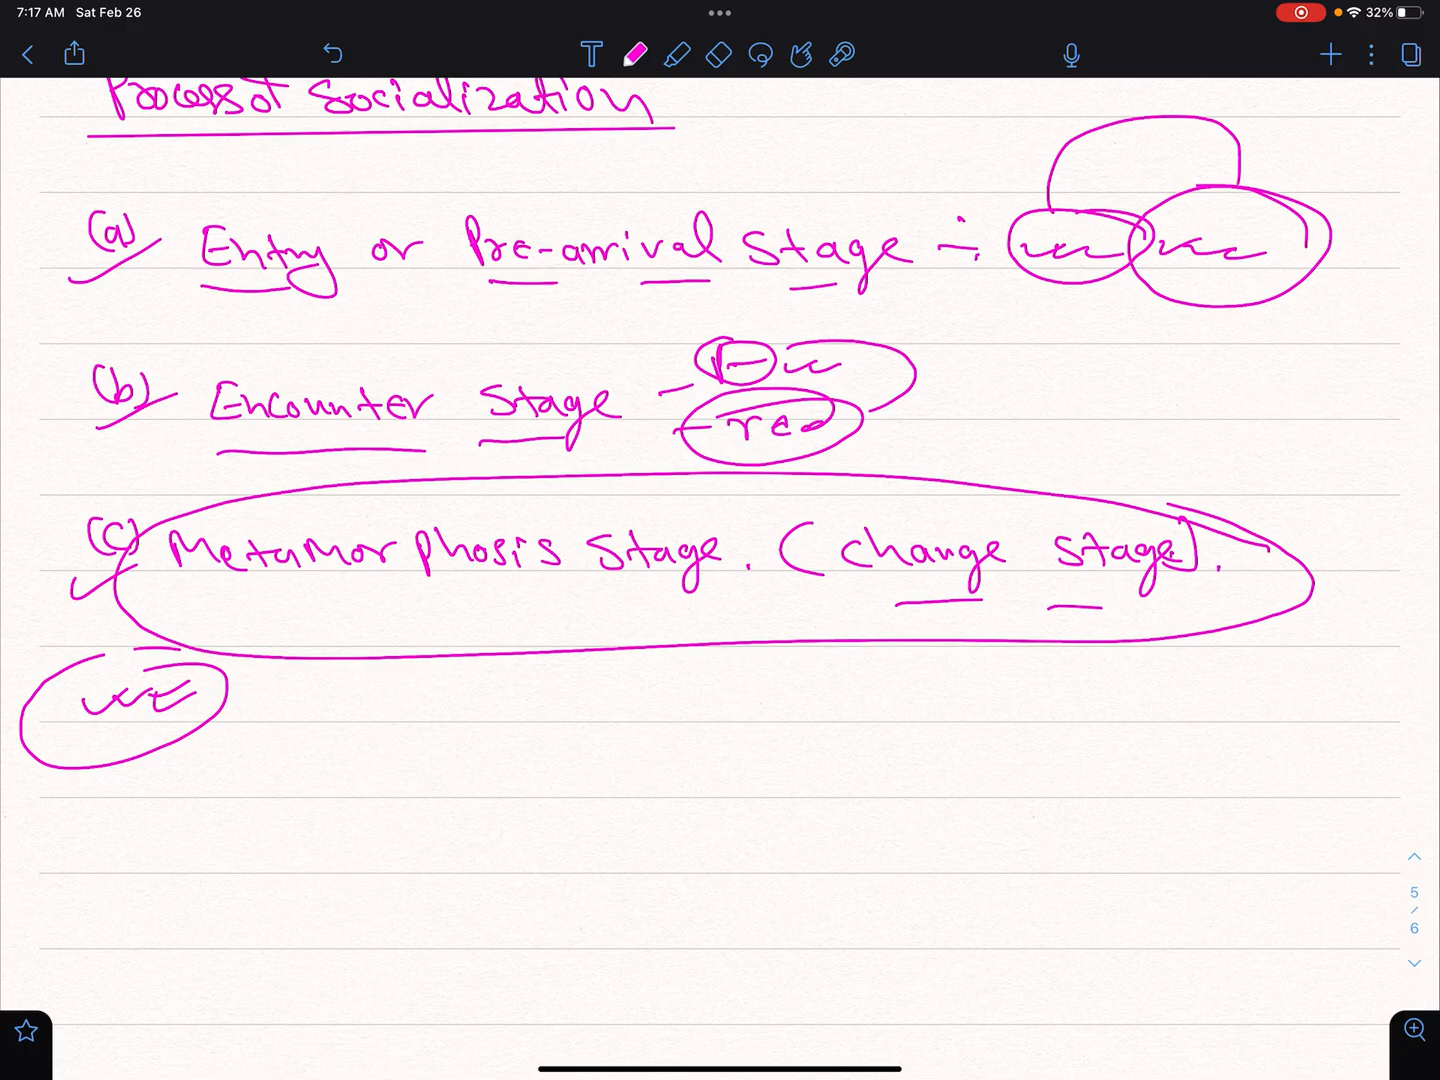 7:17 AM Sat Feb 26
32%
Process of Socialization
(a) Entry or Pre-arrival Stage :-
(b) Encounter Stage -
(c) Metamorphosis Stage. (Change Stage).
5
/
6